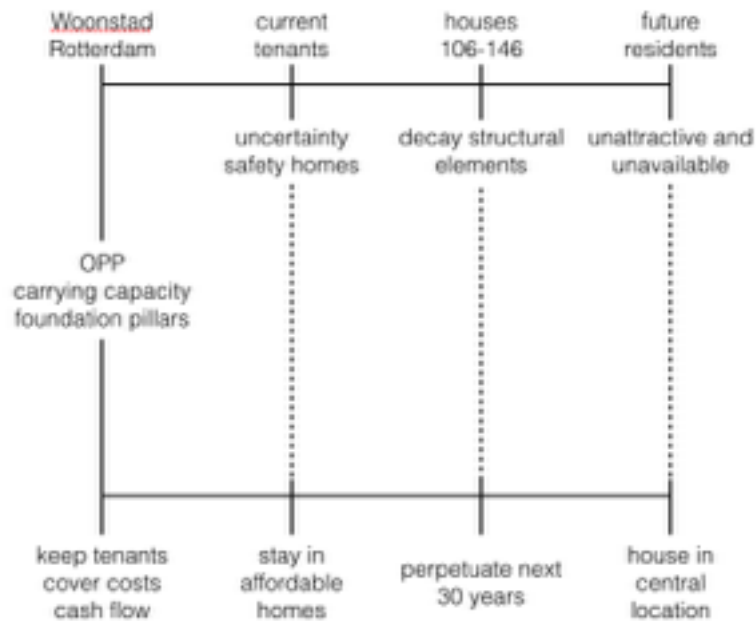 Woonstad
Rotterdam
current
tenants
houses
106-146
future
residents
uncertainty
safety homes
decay structural
elements
unattractive and
unavailable
OPP
carrying capacity
foundation pillars
keep tenants
cover costs
cash flow
stay in
affordable
homes
perpetuate next
30 years
house in
central
location